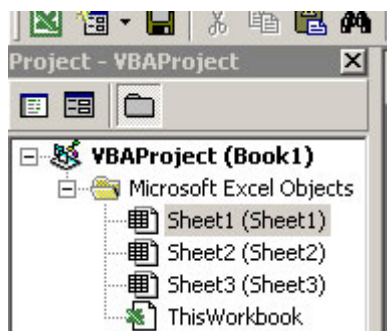 Project - VBAProject
VBAProject (Book1)
Microsoft Excel Objects
Sheet1 (Sheet1)
Sheet2 (Sheet2)
Sheet3 (Sheet3)
ThisWorkbook